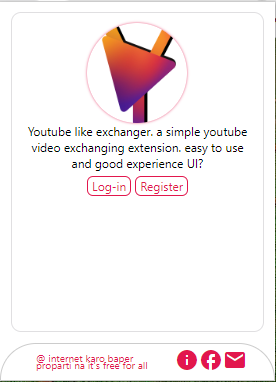 Youtube like exchanger. a simple youtube
video exchanging extension. easy to use
and good experience UI?
Log-in Register
@ internet karo baper
proparti na it's free for all